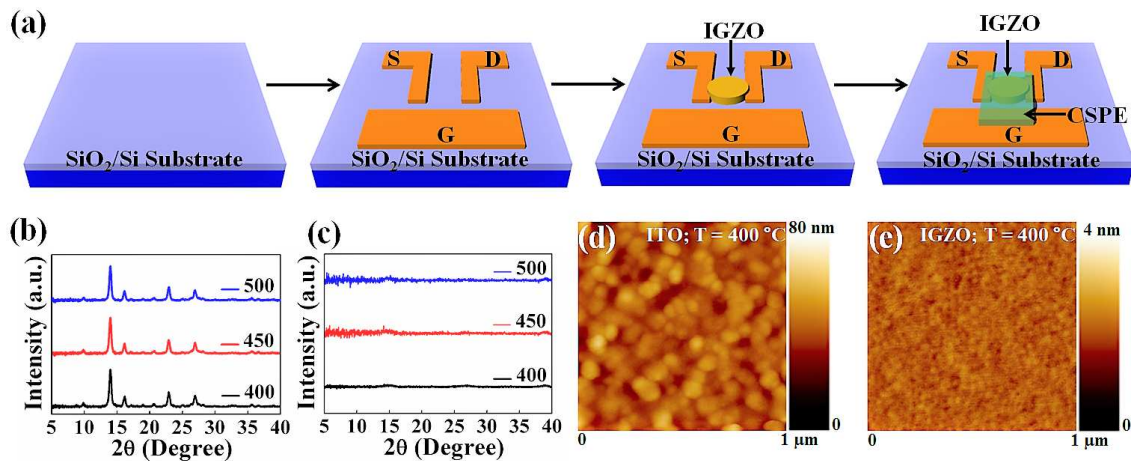 (a)
SiO2/Si Substrate
S D
G
SiO2/Si Substrate
IGZO
S D
G
SiO2/Si Substrate
IGZO
S D
CSPE
G
SiO2/Si Substrate
(b)
Intensity (a.u.)
500
450
400
5 10 15 20 25 30 35 40
2θ (Degree)
(c)
Intensity (a.u.)
500
450
400
5 10 15 20 25 30 35 40
2θ (Degree)
(d)
ITO; T = 400 °C
80 nm
0
0
1 µm
(e)
IGZO; T = 400 °C
4 nm
0
0
1 µm